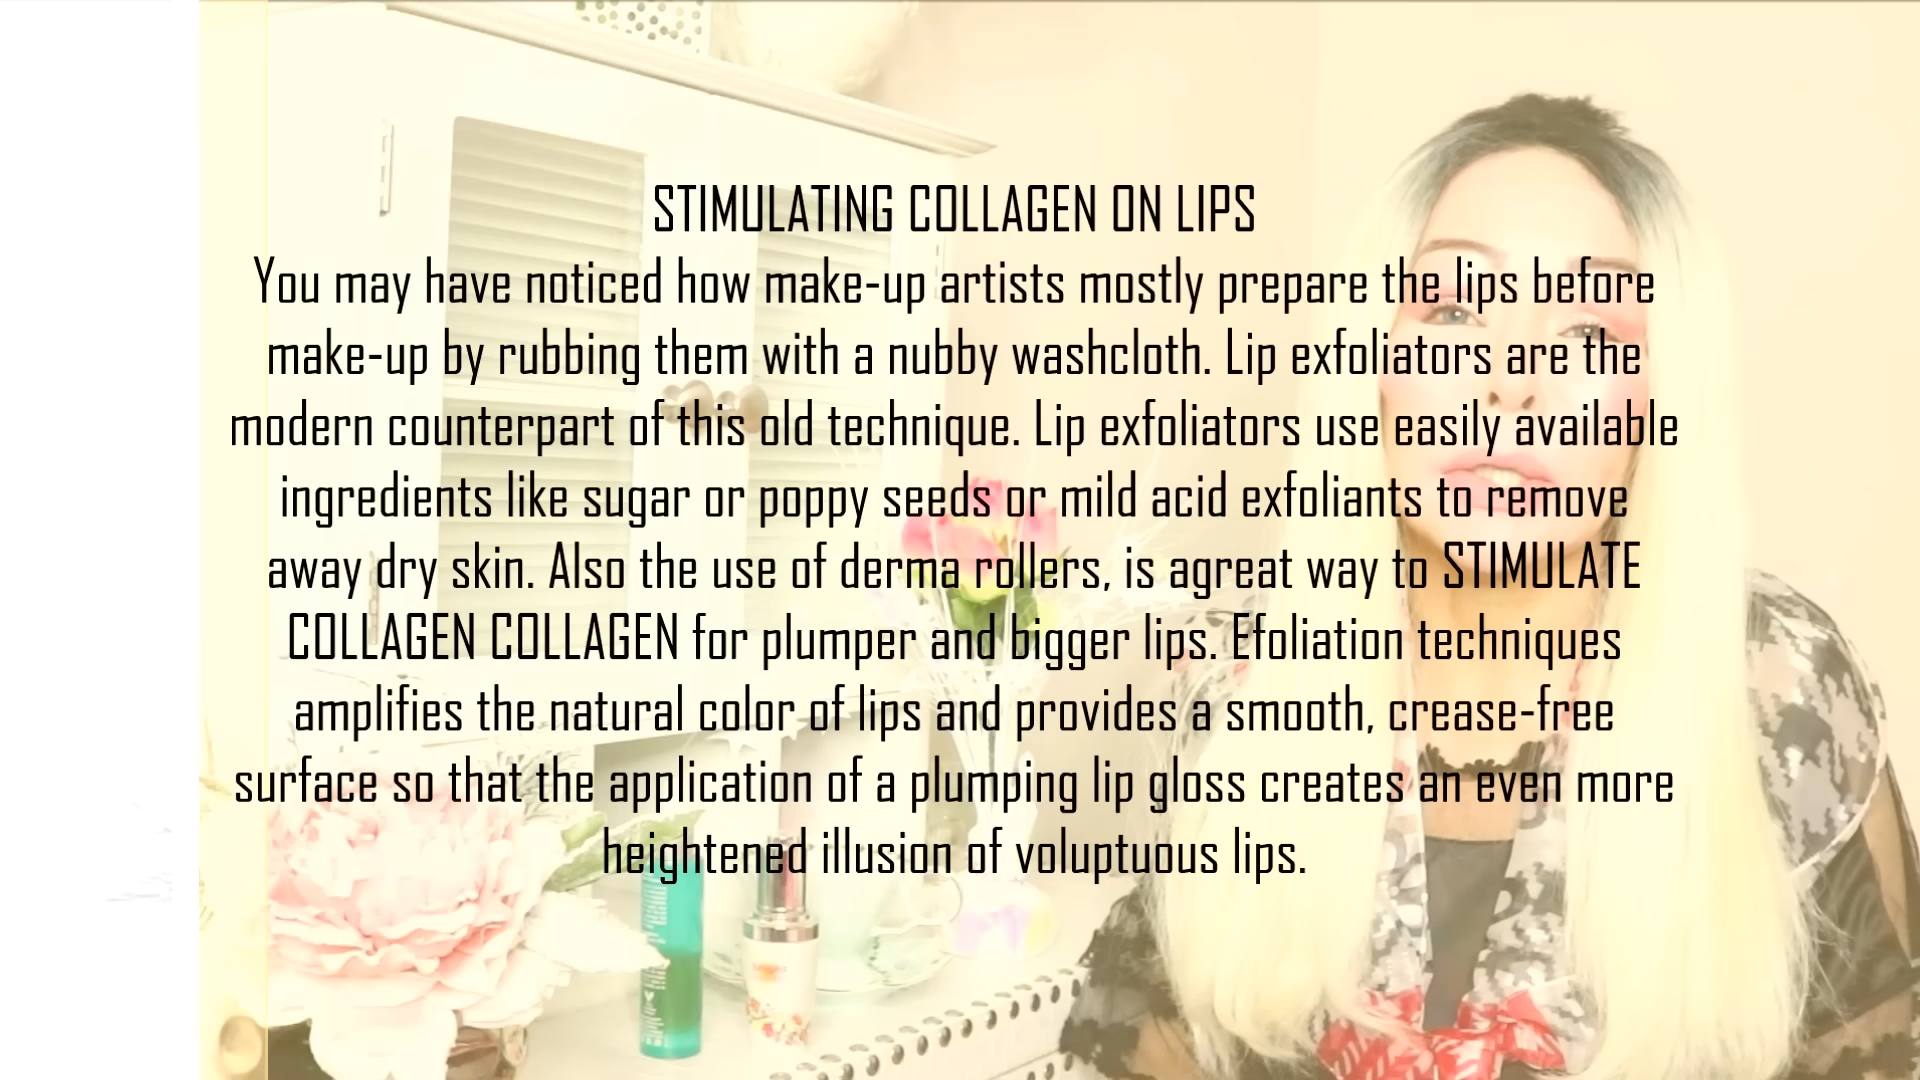 STIMULATING COLLAGEN ON LIPS
You may have noticed how make-up artists mostly prepare the lips before
make-up by rubbing them with a nubby washcloth. Lip exfoliators are the
modern counterpart of this old technique. Lip exfoliators use easily available
ingredients like sugar or poppy seeds or mild acid exfoliants to remove
away dry skin. Also the use of derma rollers, is agreat way to STIMULATE
COLLAGEN COLLAGEN for plumper and bigger lips. Efoliation techniques
amplifies the natural color of lips and provides a smooth, crease-free
surface so that the application of a plumping lip gloss creates an even more
heightened illusion of voluptuous lips.